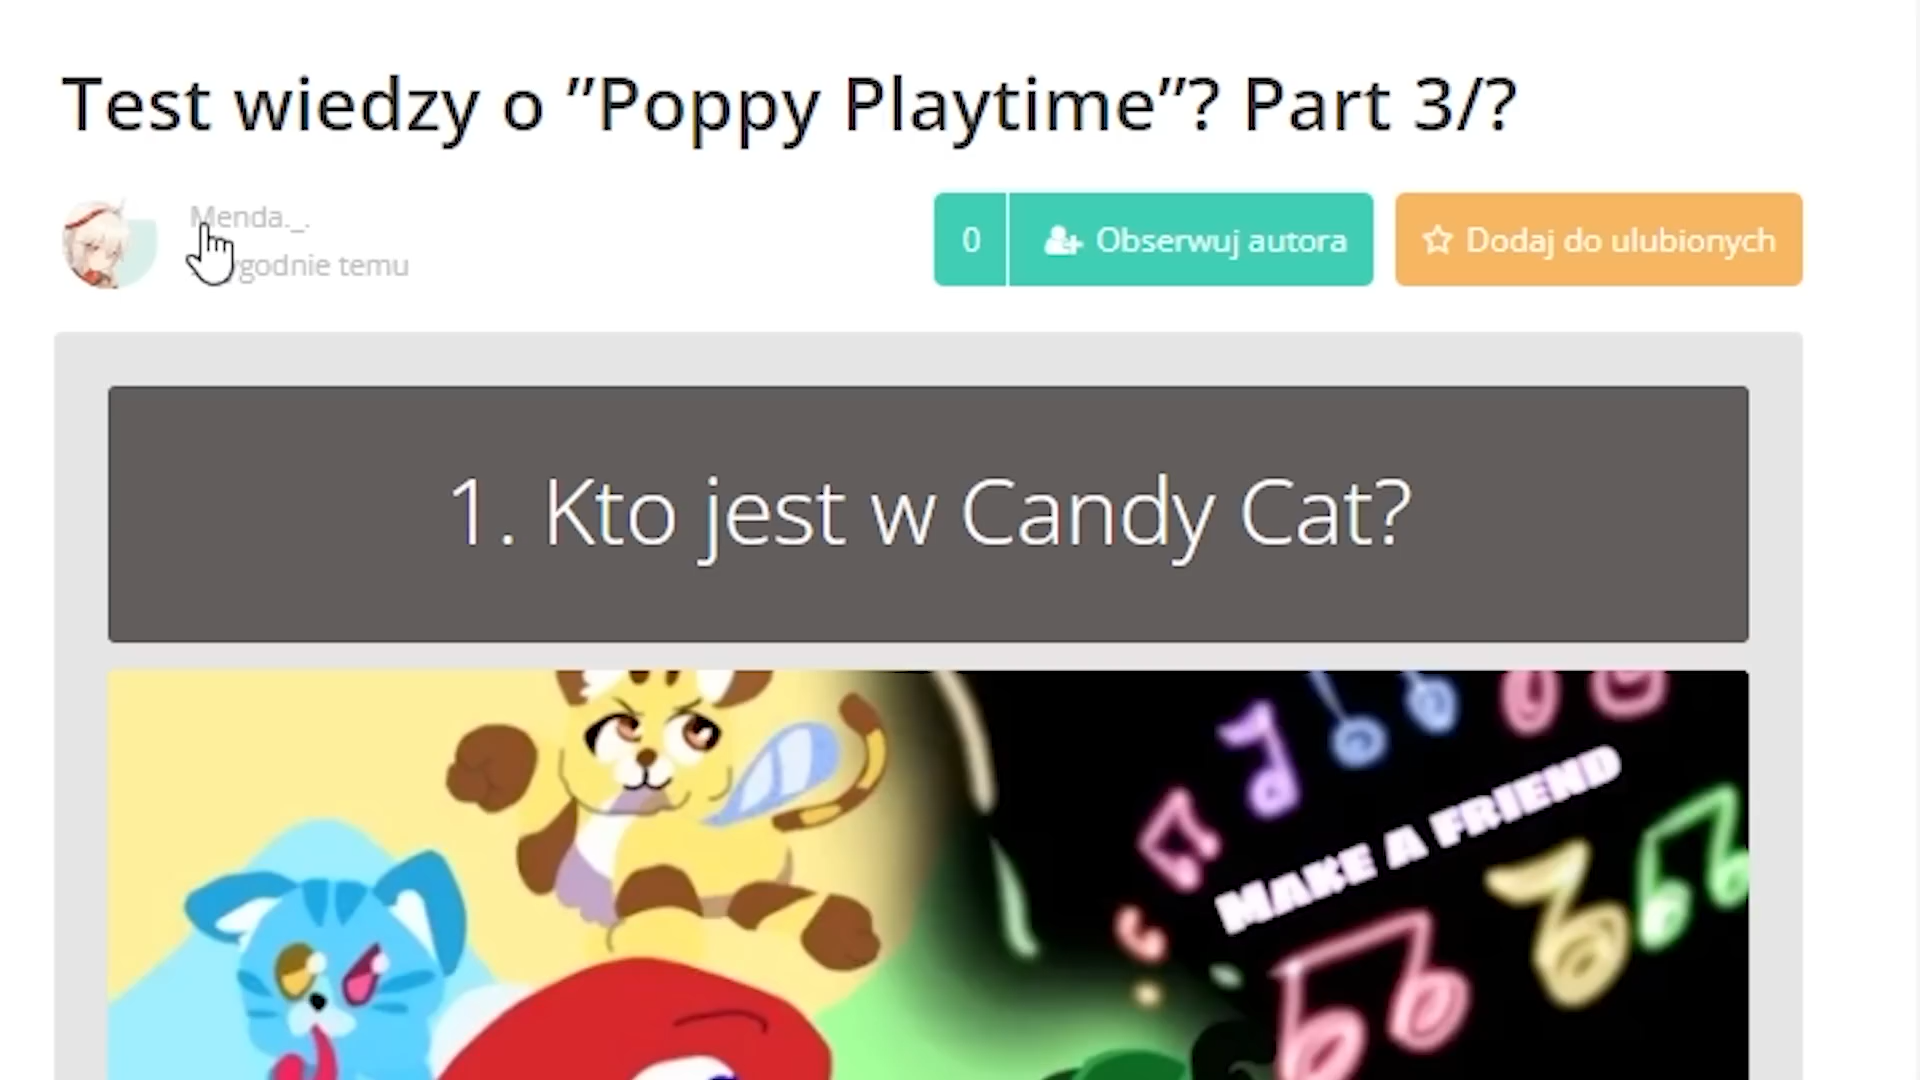 Test wiedzy o ”Poppy Playtime”? Part 3/?
Menda._.
temu
0
Obserwuj autora
Dodaj do ulubionych
1. Kto jest w Candy Cat?
MAKE A FRIEND